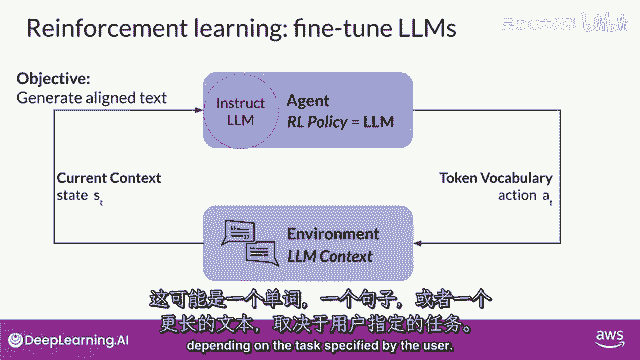 Reinforcement learning: fine-tune LLMs
Objective:
Generate aligned text
Instruct
LLM
Agent
RL Policy = LLM
Current Context
state sₜ
Token Vocabulary
action aₜ
Environment
LLM Context
这可能是一个单词，一个句子，或者一个
更长的文本，取决于用户指定的任务。
depending on the task specified by the user.
DeepLearning.AI
aws